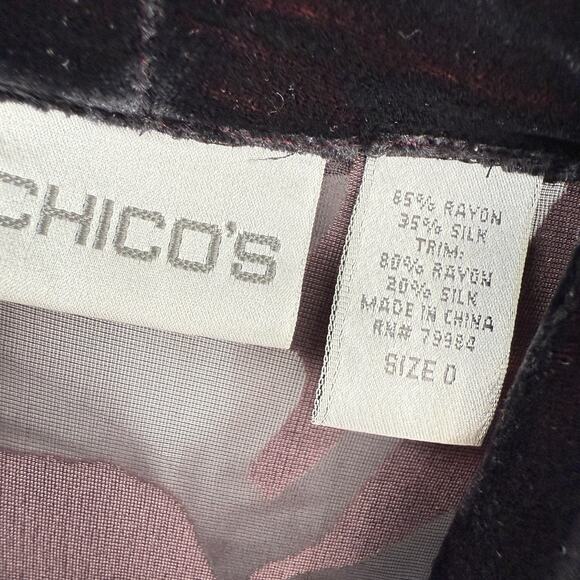 CHICO'S
65% RAYON
35% SILK
TRIM:
80% RAYON
20% SILK
MADE IN CHINA
RN# 79984
SIZE 0